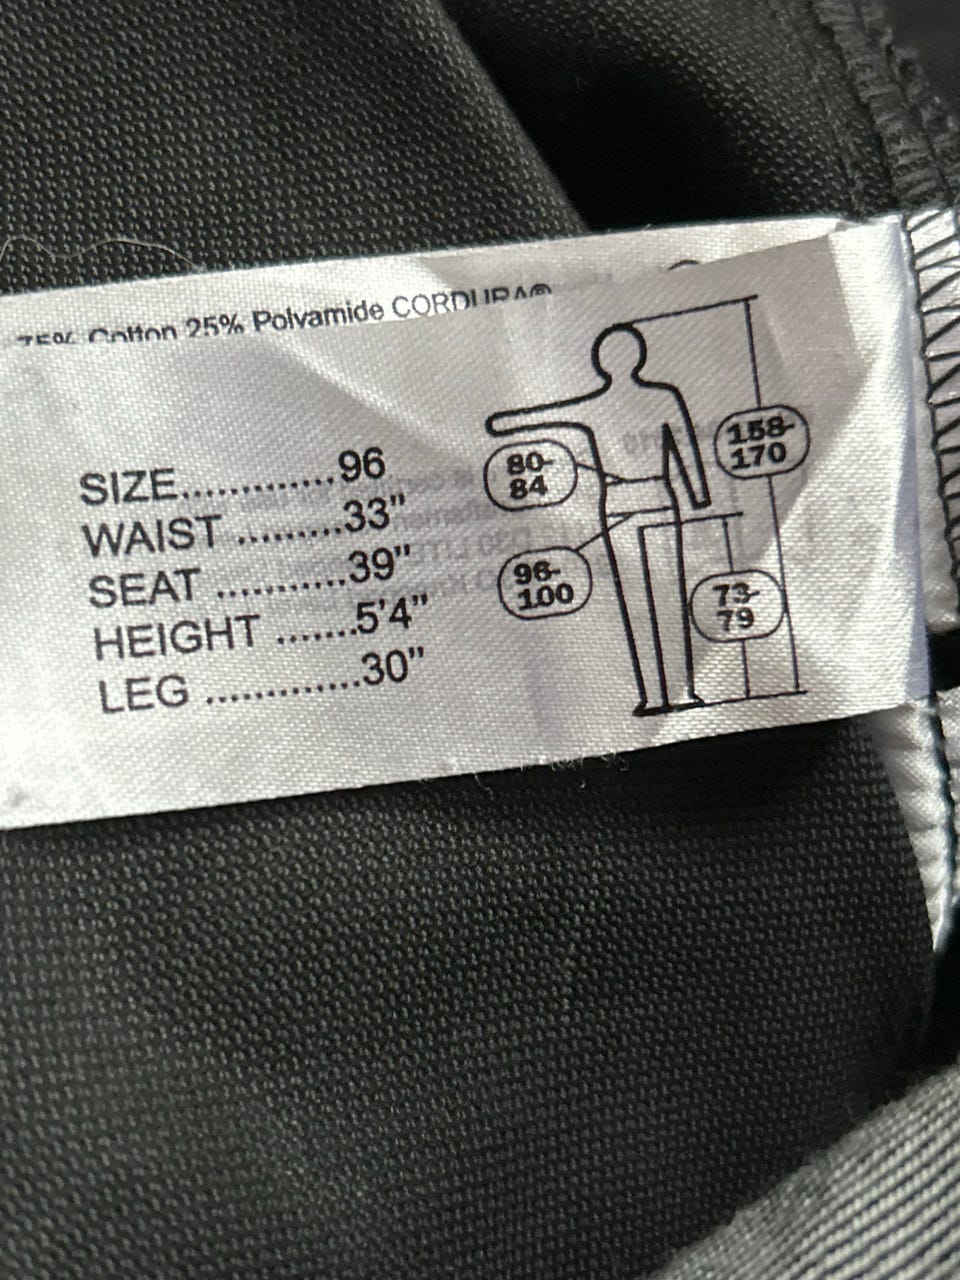 75% Cotton 25% Polyamide CORDURA®
SIZE.............96
WAIST .........33"
SEAT ...........39"
HEIGHT .......5'4"
LEG .............30"
158-
170
80-
84
96-
100
73-
79